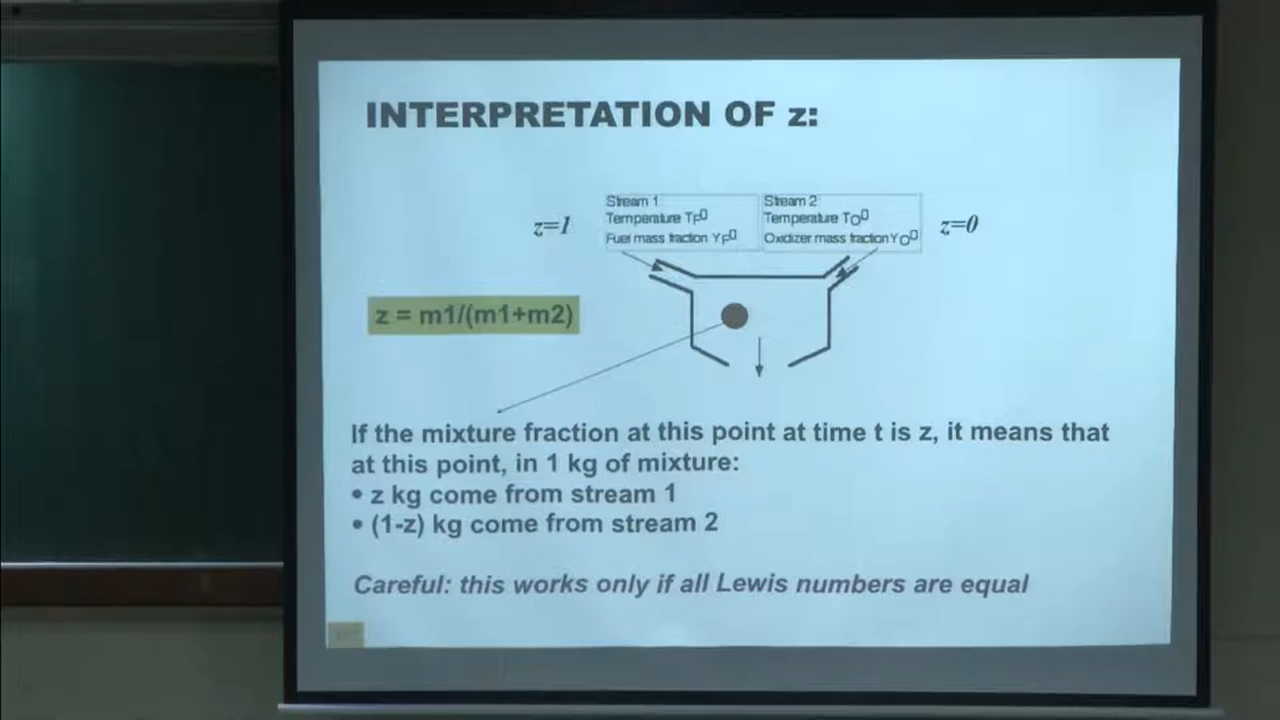 INTERPRETATION OF z:
z=1
Stream 1:
Temperature TF0
Fuel mass fraction YF0
Stream 2:
Temperature TO0
Oxidizer mass fraction YO0
z=0
z = m1/(m1+m2)
If the mixture fraction at this point at time t is z, it means that
at this point, in 1 kg of mixture:
• z kg come from stream 1
• (1-z) kg come from stream 2
Careful: this works only if all Lewis numbers are equal